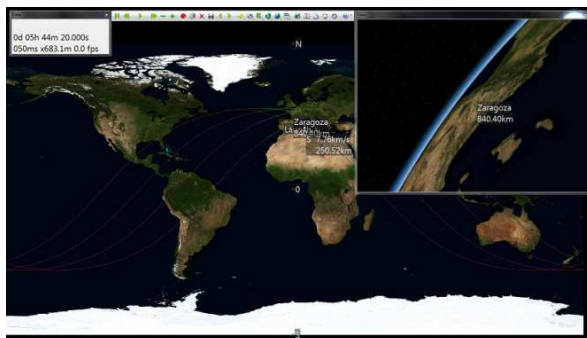 0d 05h 44m 20.000s
050ms x683.1m 0.0 fps
N
Zaragoza
7.76km/s
250.52km
0
S
Zaragoza
840.40km